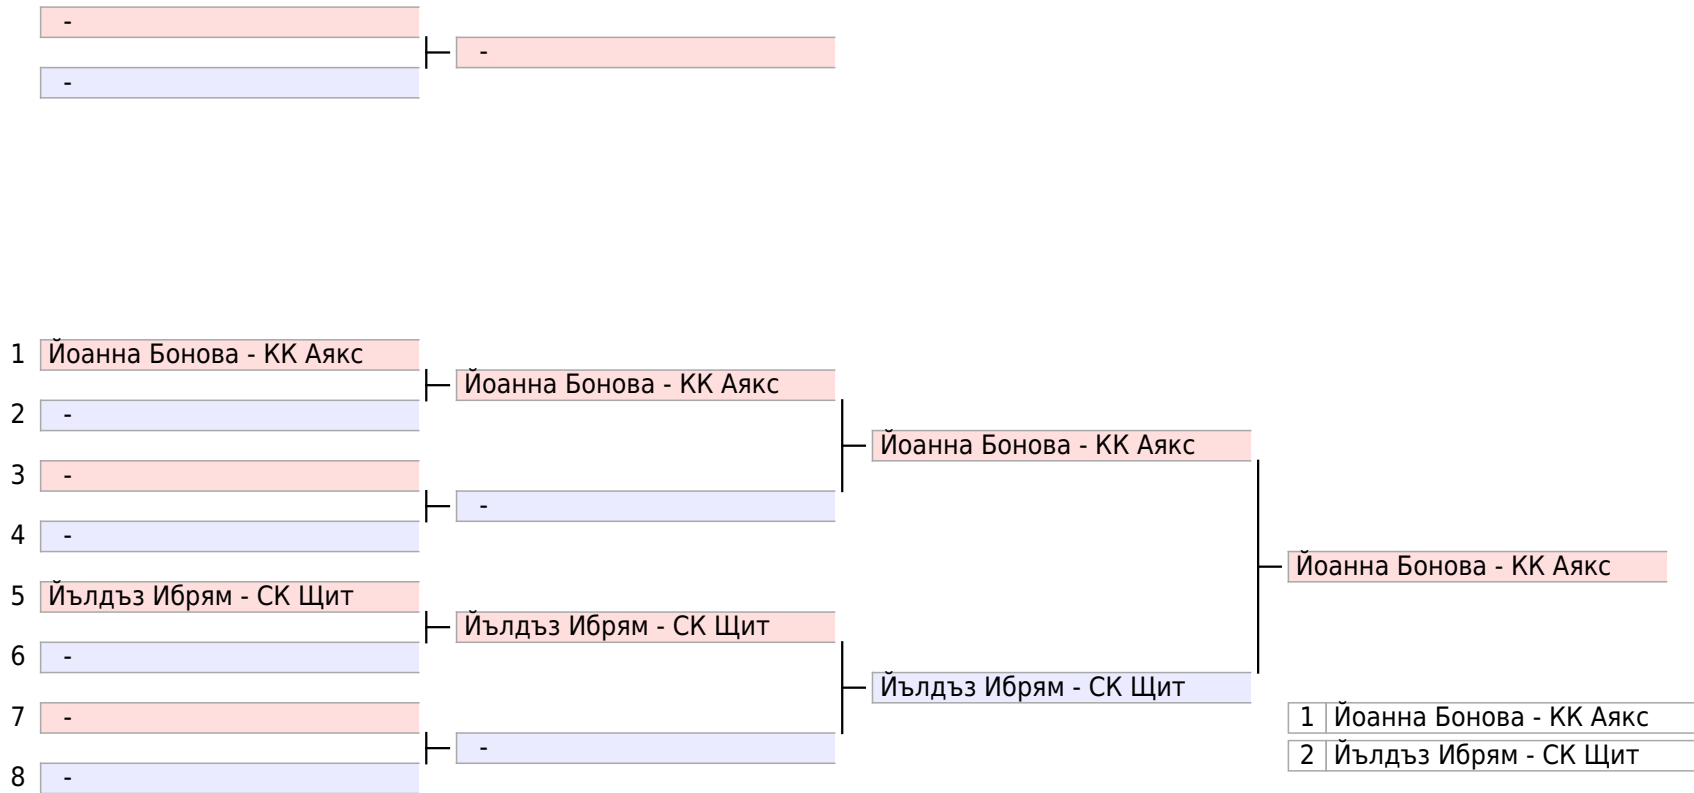 -
-
-
1 Йоанна Бонова - КК Аякс
Йоанна Бонова - КК Аякс
2 -
Йоанна Бонова - КК Аякс
3 -
-
4 -
Йоанна Бонова - КК Аякс
5 Йълдъз Ибрям - СК Щит
Йълдъз Ибрям - СК Щит
6 -
Йълдъз Ибрям - СК Щит
7 -
1 Йоанна Бонова - КК Аякс
-
2 Йълдъз Ибрям - СК Щит
8 -